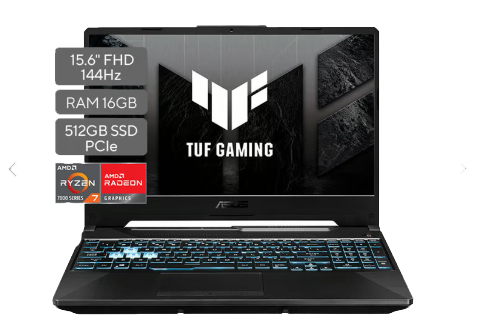 15.6" FHD
144Hz
RAM 16GB
512GB SSD
PCIe
AMD
RYZEN
7000 SERIES 7
AMD
RADEON
GRAPHICS
TUF GAMING
ASUS